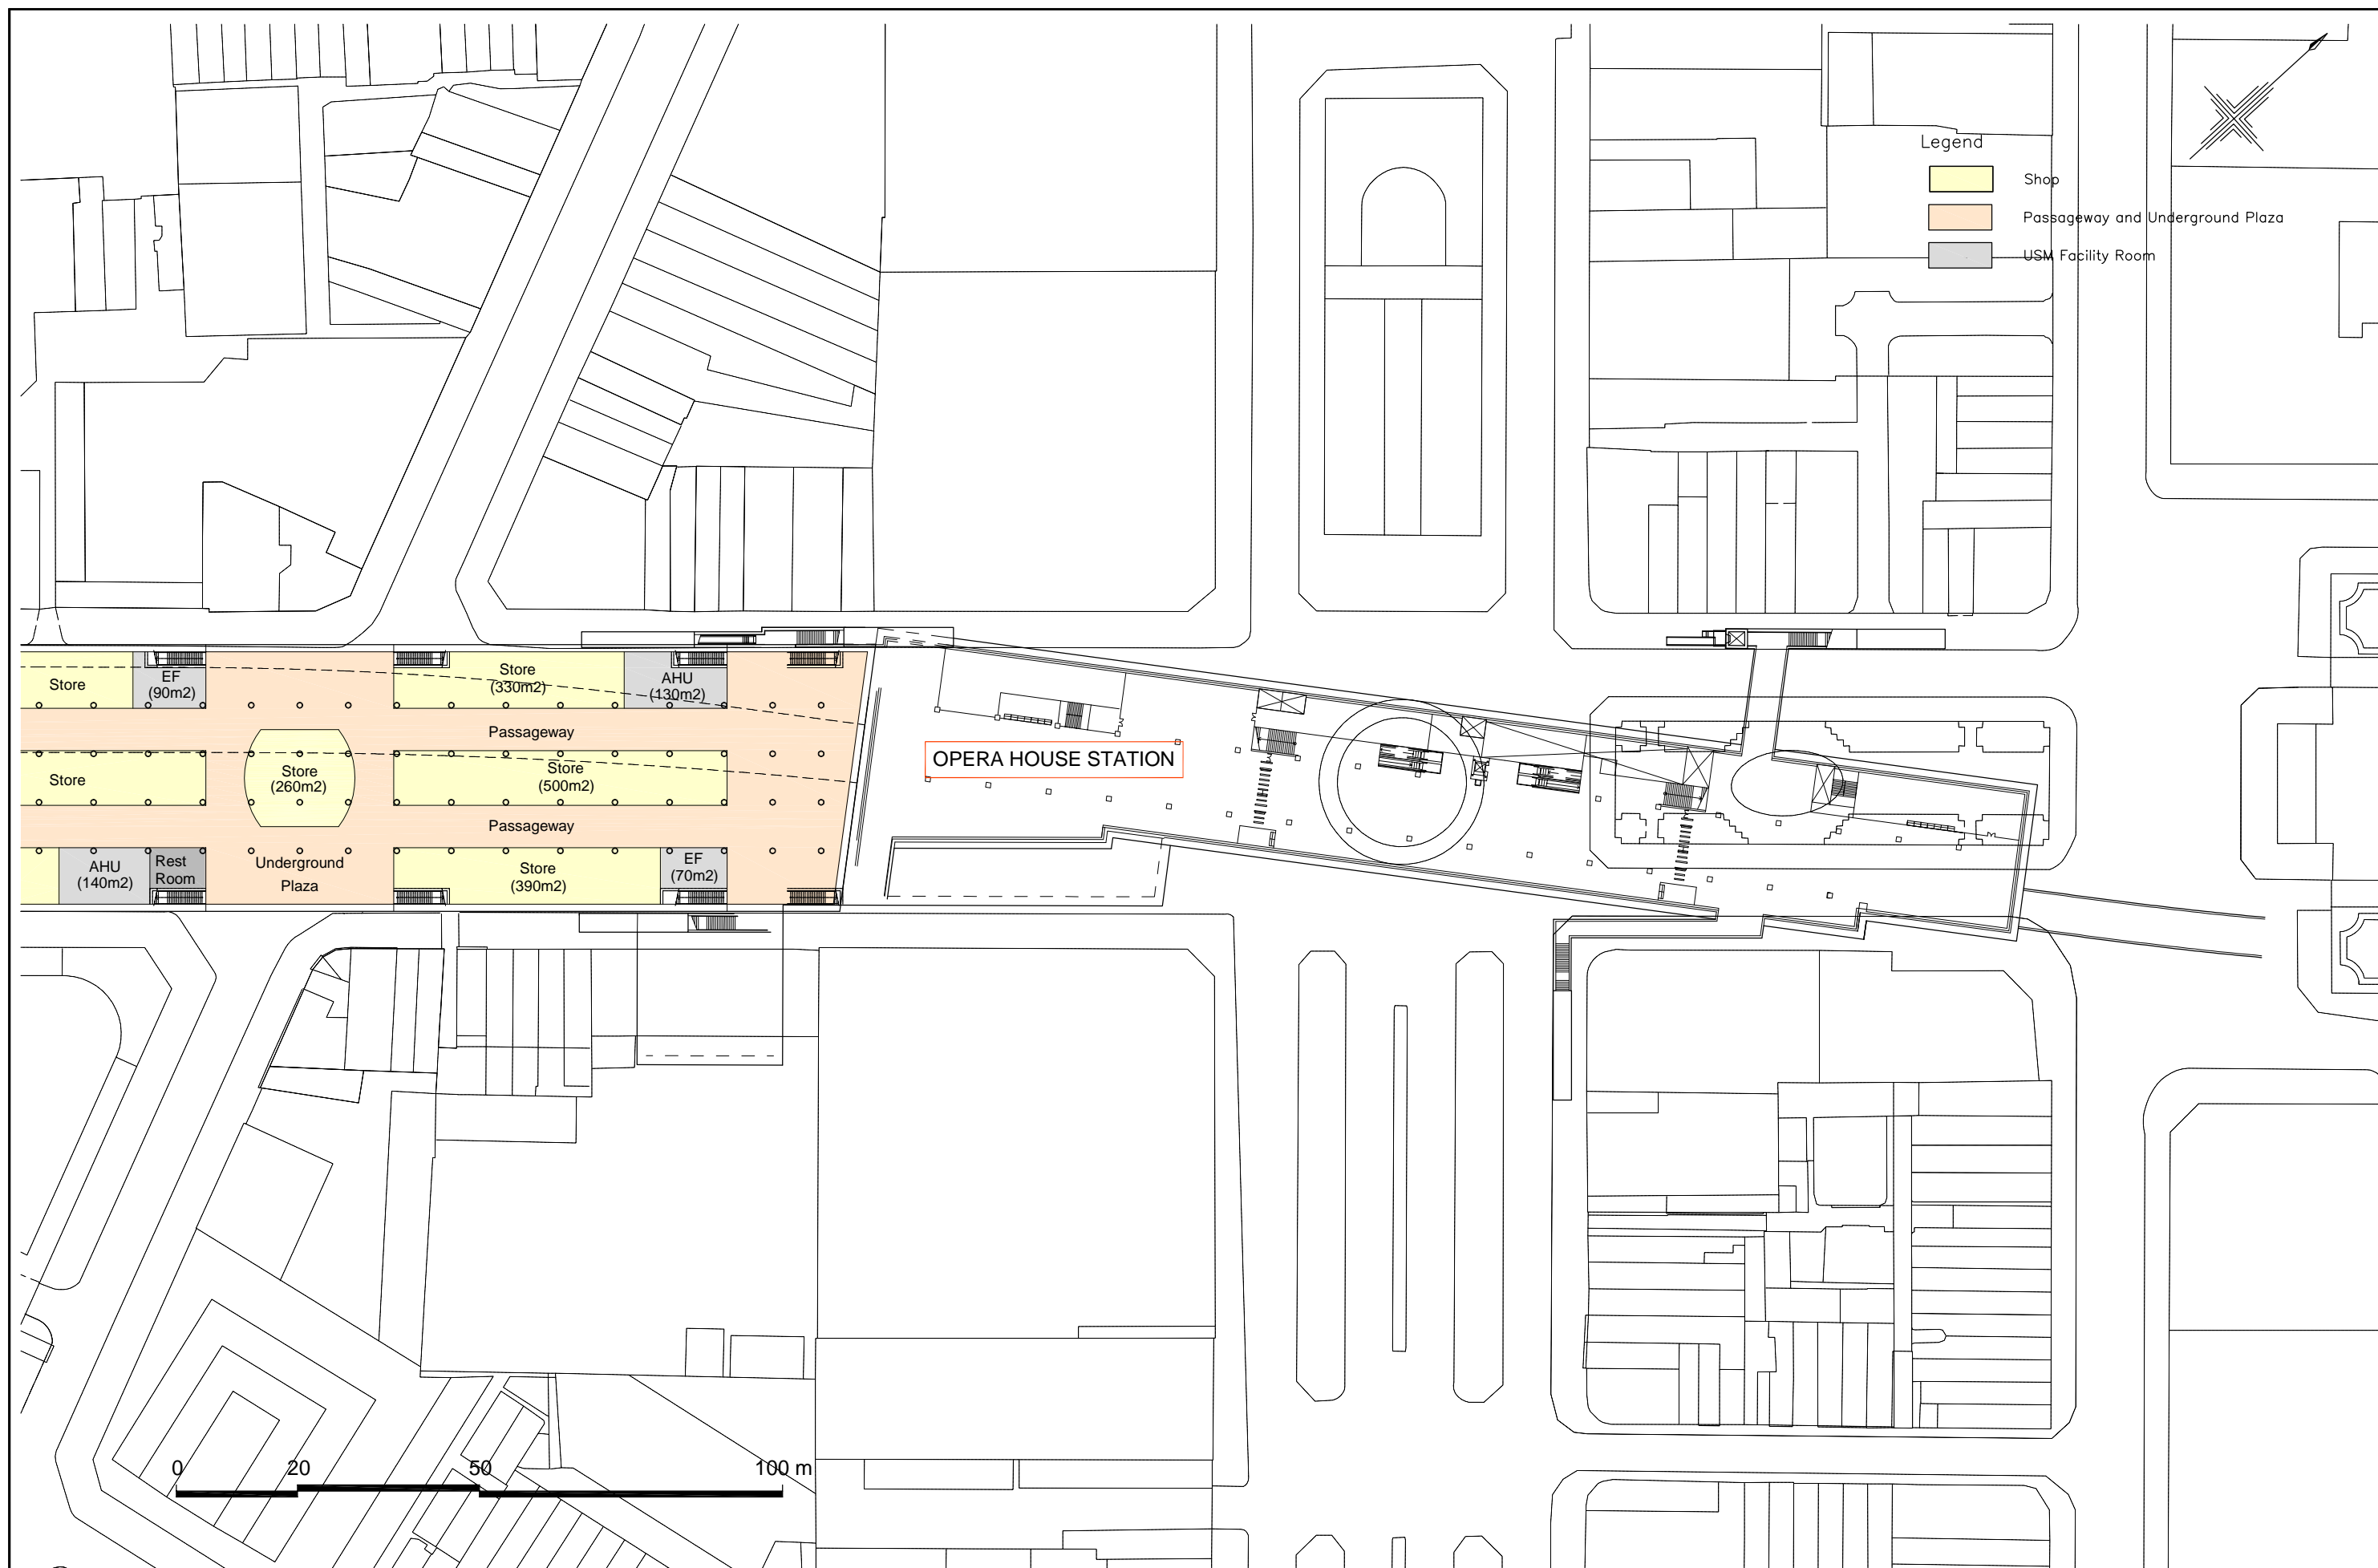 Legend
Shop
Passageway and Underground Plaza
USM Facility Room
Store
EF
(90m2)
Store
(330m2)
AHU
(130m2)
Passageway
OPERA HOUSE STATION
Store
Store
(260m2)
Store
(500m2)
Passageway
AHU
(140m2)
Rest
Room
Underground
Plaza
Store
(390m2)
EF
(70m2)
0 20 50 100 m